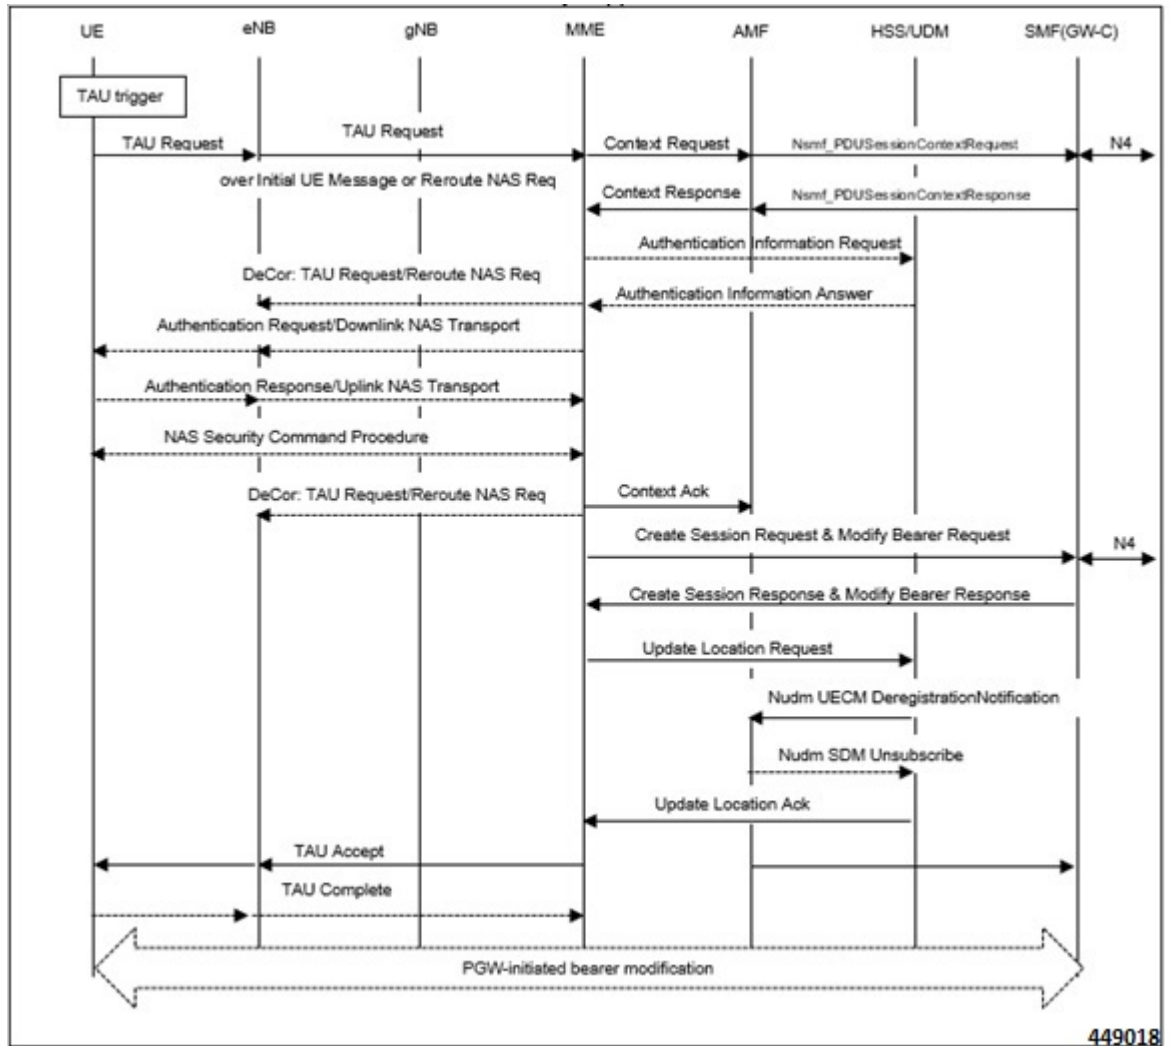 UE eNB gNB MME AMF HSS/UDM SMF(GW-C)
TAU trigger
TAU Request TAU Request Context Request Nsmf_PDUSessionContextRequest N4
over Initial UE Message or Reroute NAS Req
Context Response Nsmf_PDUSessionContextResponse
Authentication Information Request
DeCor: TAU Request/Reroute NAS Req
Authentication Information Answer
Authentication Request/Downlink NAS Transport
Authentication Response/Uplink NAS Transport
NAS Security Command Procedure
DeCor: TAU Request/Reroute NAS Req Context Ack
Create Session Request & Modify Bearer Request N4
Create Session Response & Modify Bearer Response
Update Location Request
Nudm UECM DeregistrationNotification
Nudm SDM Unsubscribe
Update Location Ack
TAU Accept
TAU Complete
PGW-initiated bearer modification
449018